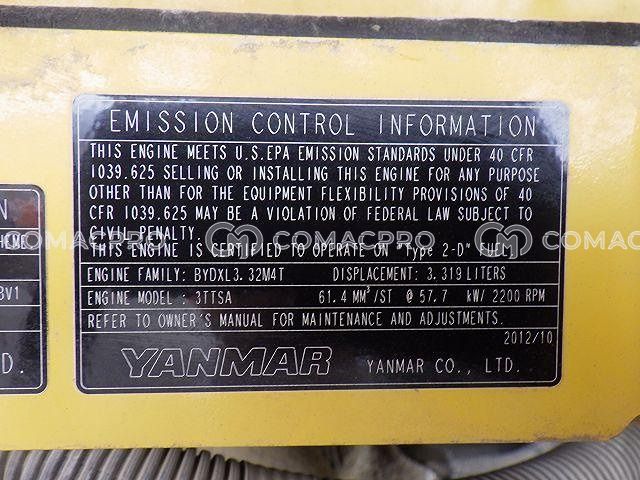 EMISSION CONTROL INFORMATION
THIS ENGINE MEETS U.S.EPA EMISSION STANDARDS UNDER 40 CFR
1039.625 SELLING OR INSTALLING THIS ENGINE FOR ANY PURPOSE
OTHER THAN FOR THE EQUIPMENT FLEXIBILITY PROVISIONS OF 40
CFR 1039.625 MAY BE A VIOLATION OF FEDERAL LAW SUBJECT TO
CIVIL PENALTY.
THIS ENGINE IS CERTIFIED TO OPERATE ON "Type 2-D" FUEL
ENGINE FAMILY: BYDXL3.32M4T DISPLACEMENT: 3.319 LITERS
ENGINE MODEL : 3TTSA 61.4 MM³/ST @ 57.7 kW/ 2200 RPM
REFER TO OWNER'S MANUAL FOR MAINTENANCE AND ADJUSTMANTS.
2012/10
YANMAR YANMAR CO., LTD.
COMACPRO COMACPRO COMACPRO
N
HEME
3V1
D.